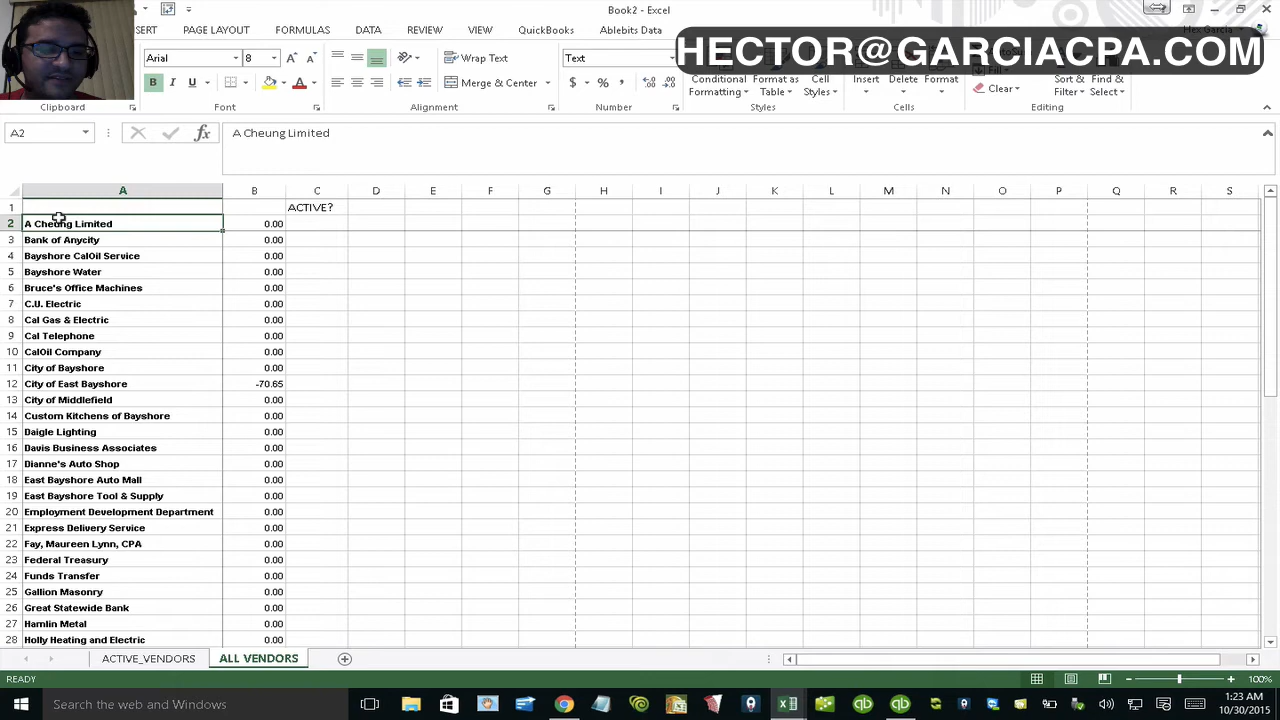 Book2 - Excel
ERT PAGE LAYOUT FORMULAS DATA REVIEW VIEW QuickBooks Ablebits Data
HECTOR@GARCIACPA.COM
Arial 8 Wrap Text Text
B I U A Merge & Center $ % , Conditional Formatting Format as Table Cell Styles Insert Delete Format Clear Sort & Filter Find & Select
Clipboard Font Alignment Number Styles Cells Editing
A2 fx A Cheung Limited
A B C D E F G H I J K L M N O P Q R S
1 ACTIVE?
2 A Cheung Limited 0.00
3 Bank of Anycity 0.00
4 Bayshore CalOil Service 0.00
5 Bayshore Water 0.00
6 Bruce's Office Machines 0.00
7 C.U. Electric 0.00
8 Cal Gas & Electric 0.00
9 Cal Telephone 0.00
10 CalOil Company 0.00
11 City of Bayshore 0.00
12 City of East Bayshore -70.65
13 City of Middlefield 0.00
14 Custom Kitchens of Bayshore 0.00
15 Daigle Lighting 0.00
16 Davis Business Associates 0.00
17 Dianne's Auto Shop 0.00
18 East Bayshore Auto Mall 0.00
19 East Bayshore Tool & Supply 0.00
20 Employment Development Department 0.00
21 Express Delivery Service 0.00
22 Fay, Maureen Lynn, CPA 0.00
23 Federal Treasury 0.00
24 Funds Transfer 0.00
25 Gallion Masonry 0.00
26 Great Statewide Bank 0.00
27 Hamlin Metal 0.00
28 Holly Heating and Electric 0.00
ACTIVE_VENDORS ALL VENDORS
READY 100%
Search the web and Windows 1:23 AM
10/30/2015